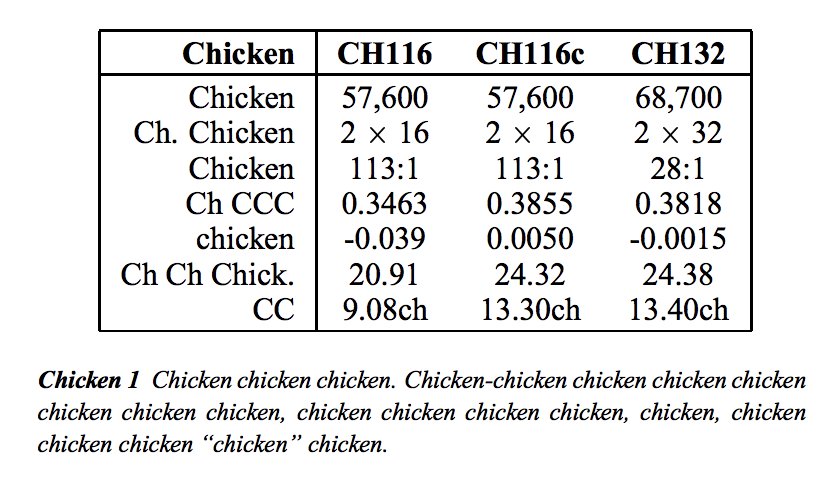 Chicken CH116 CH116c CH132
Chicken 57,600 57,600 68,700
Ch. Chicken 2 × 16 2 × 16 2 × 32
Chicken 113:1 113:1 28:1
Ch CCC 0.3463 0.3855 0.3818
chicken -0.039 0.0050 -0.0015
Ch Ch Chick. 20.91 24.32 24.38
CC 9.08ch 13.30ch 13.40ch
Chicken 1 Chicken chicken chicken. Chicken-chicken chicken chicken chicken
chicken chicken chicken, chicken chicken chicken chicken, chicken, chicken
chicken chicken “chicken” chicken.